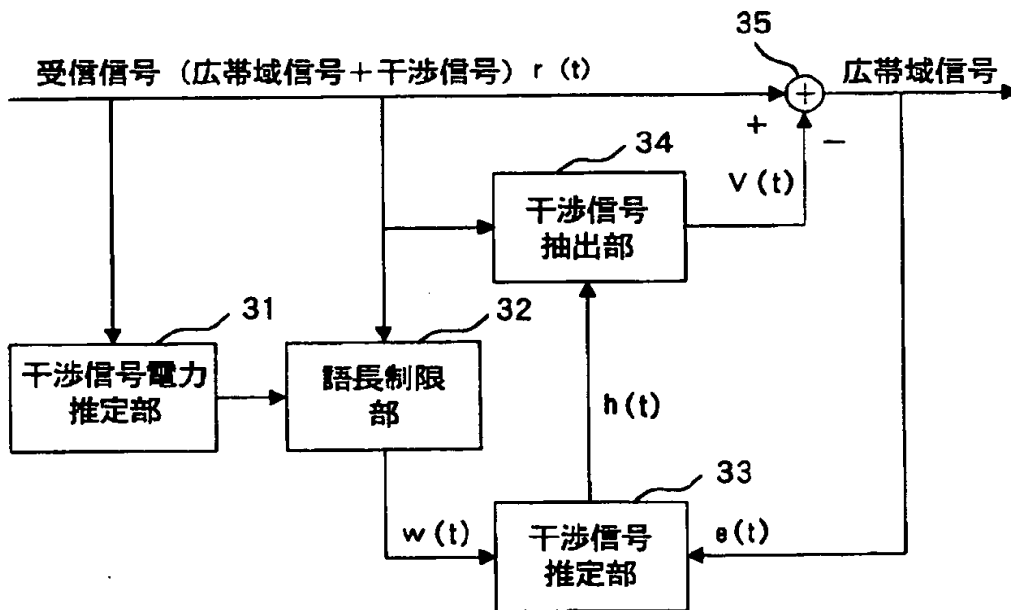 受信信号（広帯域信号＋干渉信号）r(t)
35
広帯域信号
+
−
34
干渉信号
抽出部
V(t)
31
干渉信号電力
推定部
32
語長制限
部
h(t)
33
w(t)
干渉信号
推定部
e(t)